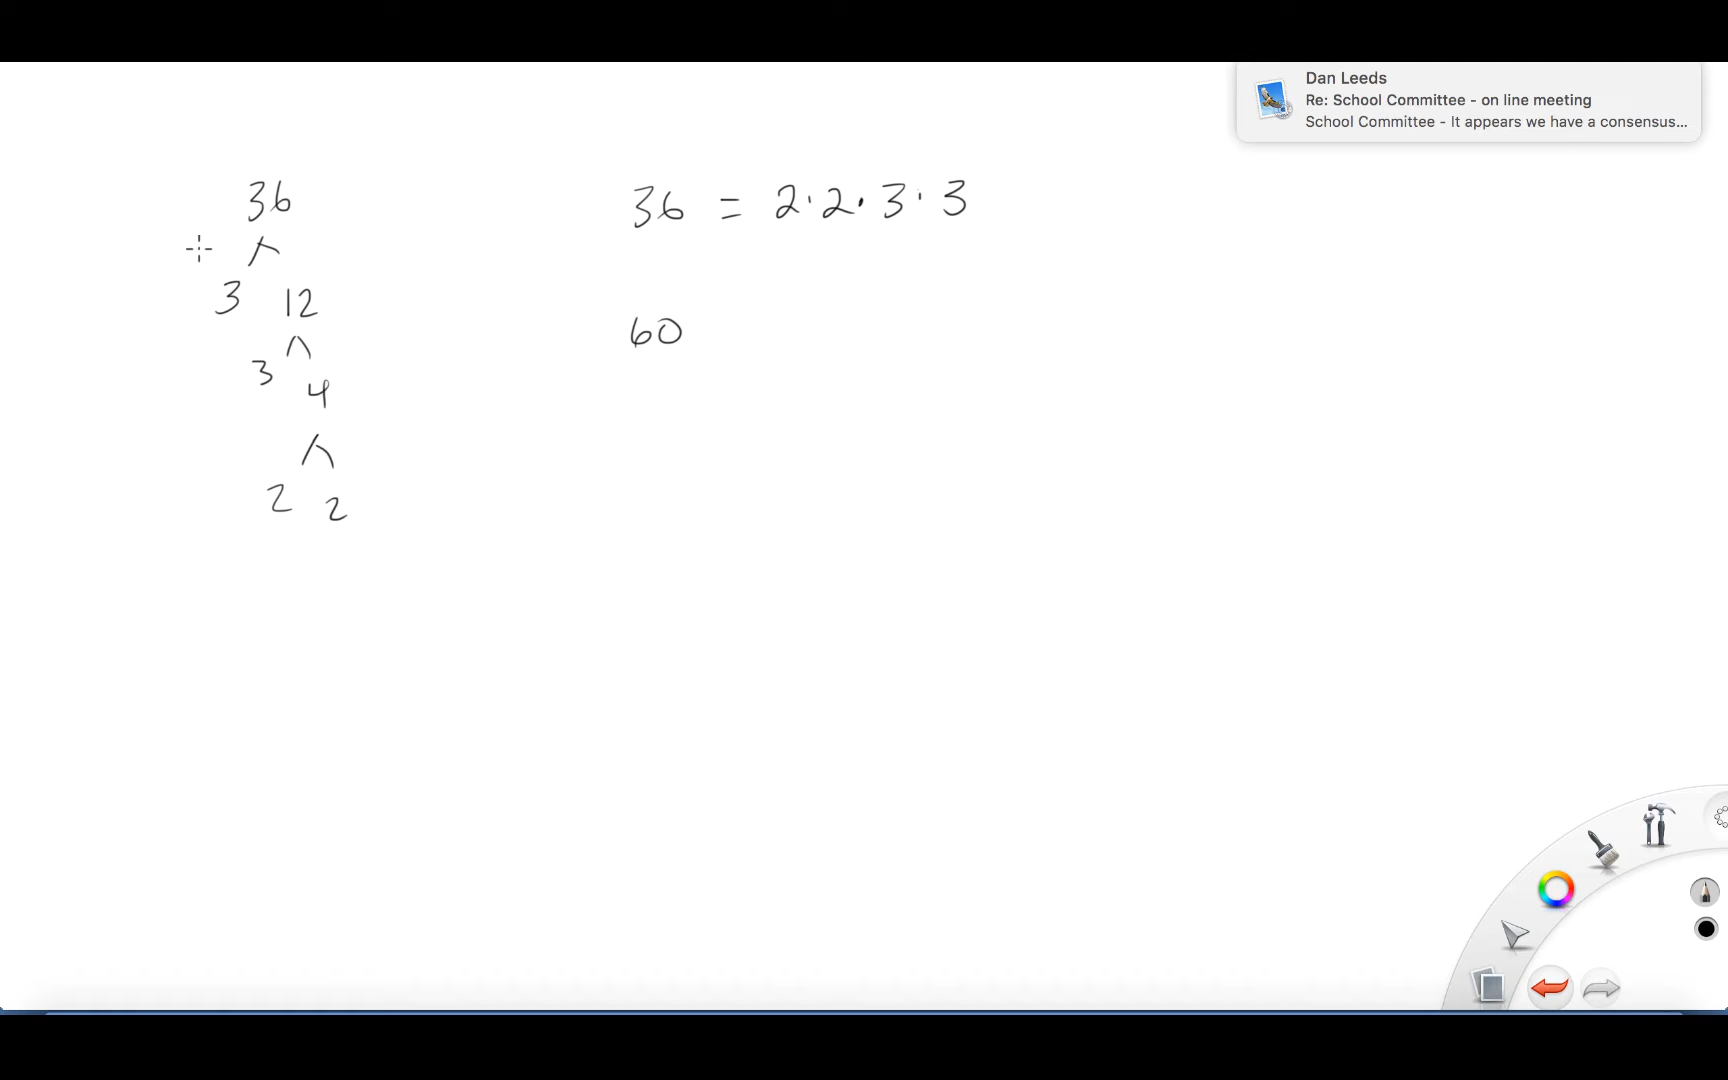 Dan Leeds
Re: School Committee - on line meeting
School Committee - It appears we have a consensus...
36
3 12
3 4
2 2
36 = 2·2·3·3
60